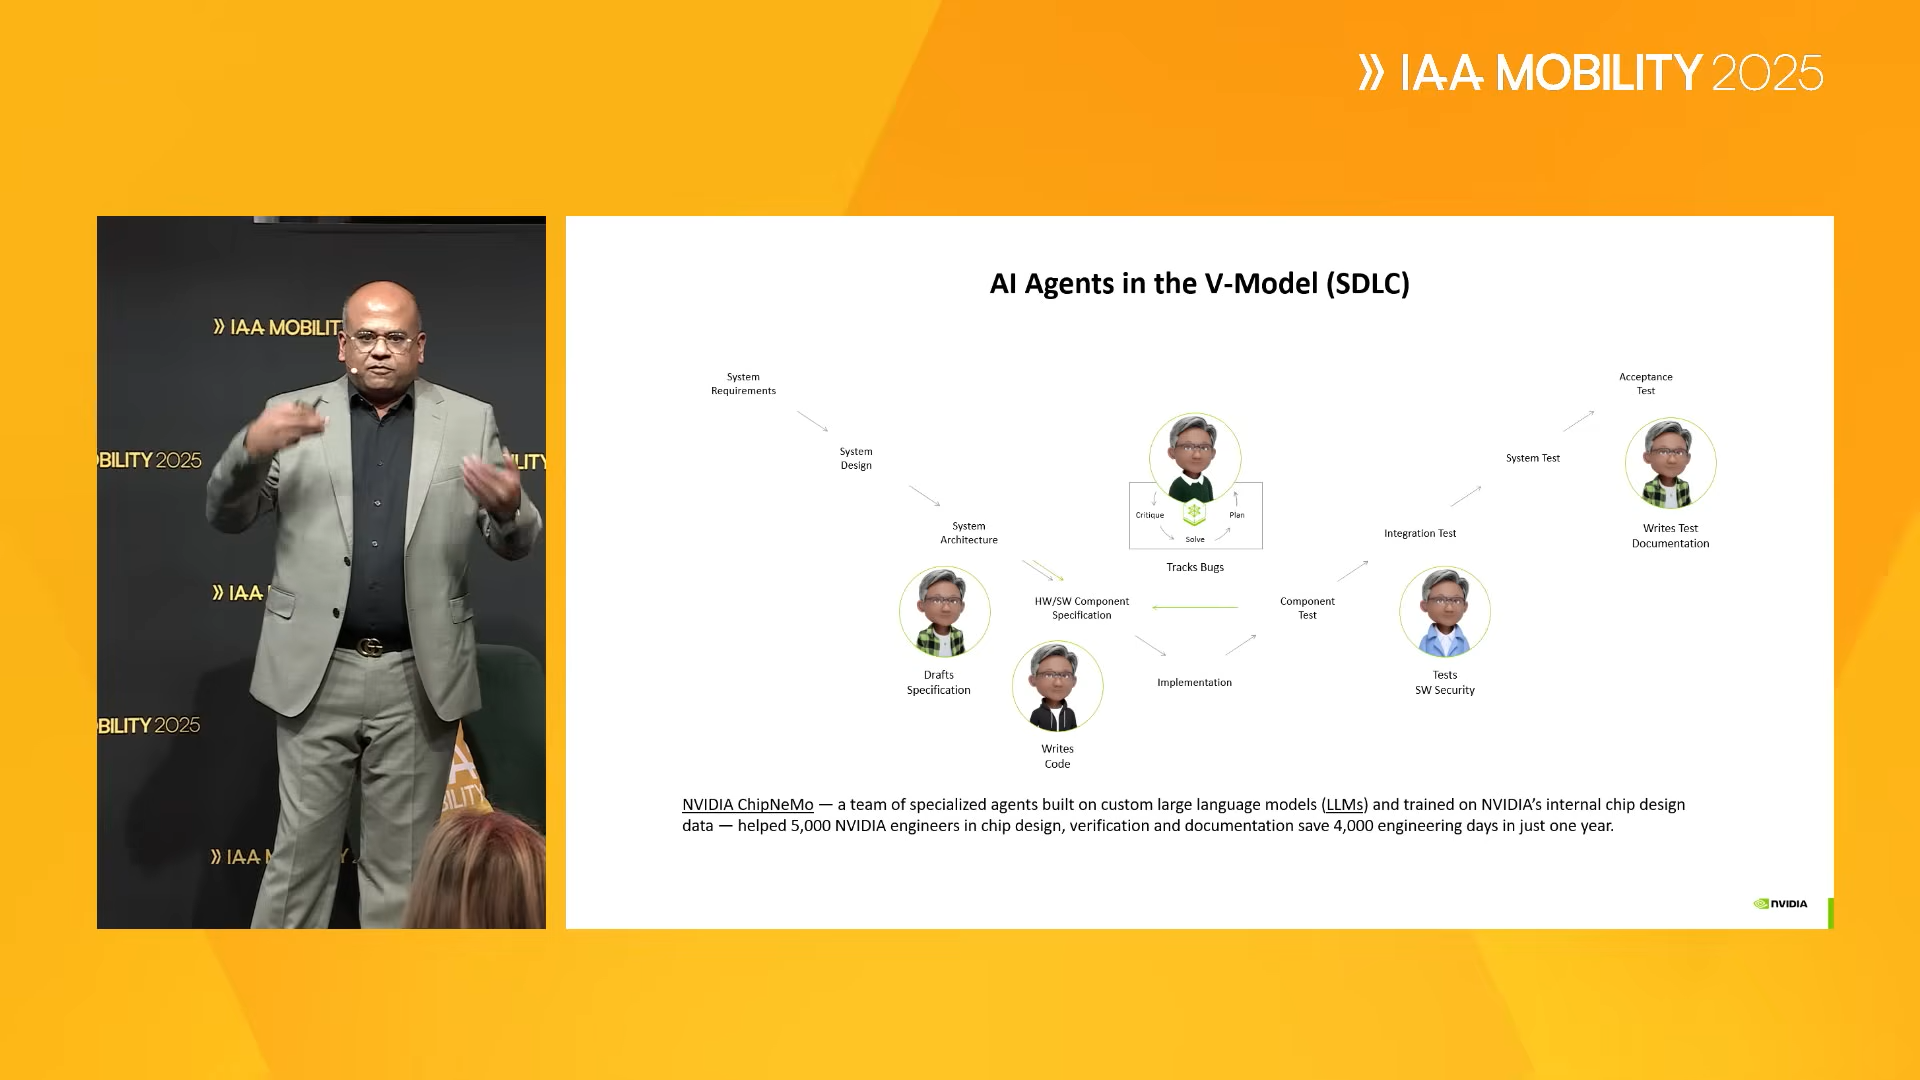 IAA MOBILITY 2025
IAA MOBILIT
OBILITY 2025
ILITY
IAA
OBILITY 2025
IAA
AI Agents in the V-Model (SDLC)
System
Requirements
System
Design
System
Architecture
Drafts
Specification
HW/SW Component
Specification
Writes
Code
Implementation
Critique
Plan
Solve
Tracks Bugs
Component
Test
Integration Test
Tests
SW Security
System Test
Acceptance
Test
Writes Test
Documentation
NVIDIA ChipNeMo — a team of specialized agents built on custom large language models (LLMs) and trained on NVIDIA’s internal chip design
data — helped 5,000 NVIDIA engineers in chip design, verification and documentation save 4,000 engineering days in just one year.
NVIDIA